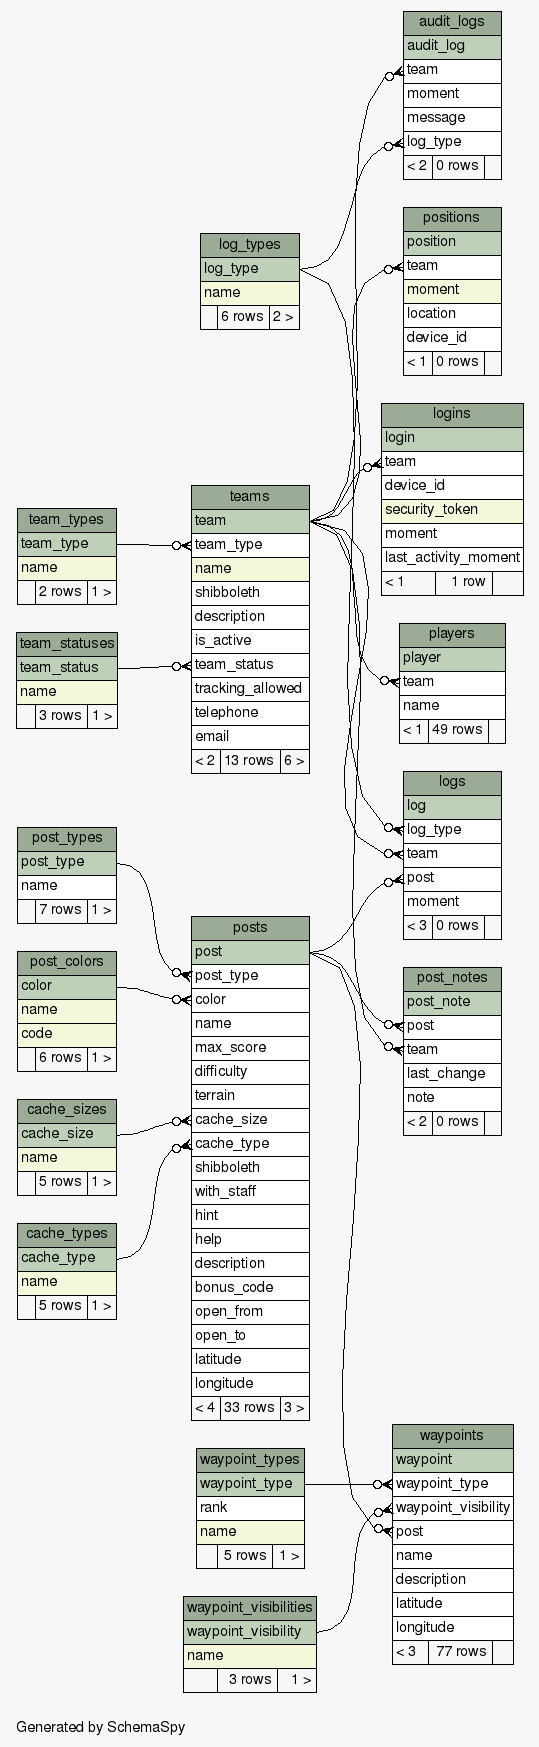 audit_logs
audit_log
team
moment
message
log_type
< 2 0 rows
positions
position
team
moment
location
device_id
< 1 0 rows
log_types
log_type
name
6 rows 2 >
logins
login
team
device_id
security_token
moment
last_activity_moment
< 1 1 row
teams
team
team_type
name
shibboleth
description
is_active
team_status
tracking_allowed
telephone
email
< 2 13 rows 6 >
team_types
team_type
name
2 rows 1 >
team_statuses
team_status
name
3 rows 1 >
players
player
team
name
< 1 49 rows
logs
log
log_type
team
post
moment
< 3 0 rows
post_types
post_type
name
7 rows 1 >
post_colors
color
name
code
6 rows 1 >
cache_sizes
cache_size
name
5 rows 1 >
cache_types
cache_type
name
5 rows 1 >
posts
post
post_type
color
name
max_score
difficulty
terrain
cache_size
cache_type
shibboleth
with_staff
hint
help
description
bonus_code
open_from
open_to
latitude
longitude
< 4 33 rows 3 >
post_notes
post_note
post
team
last_change
note
< 2 0 rows
waypoint_types
waypoint_type
rank
name
5 rows 1 >
waypoints
waypoint
waypoint_type
waypoint_visibility
post
name
description
latitude
longitude
< 3 77 rows
waypoint_visibilities
waypoint_visibility
name
3 rows 1 >
Generated by SchemaSpy